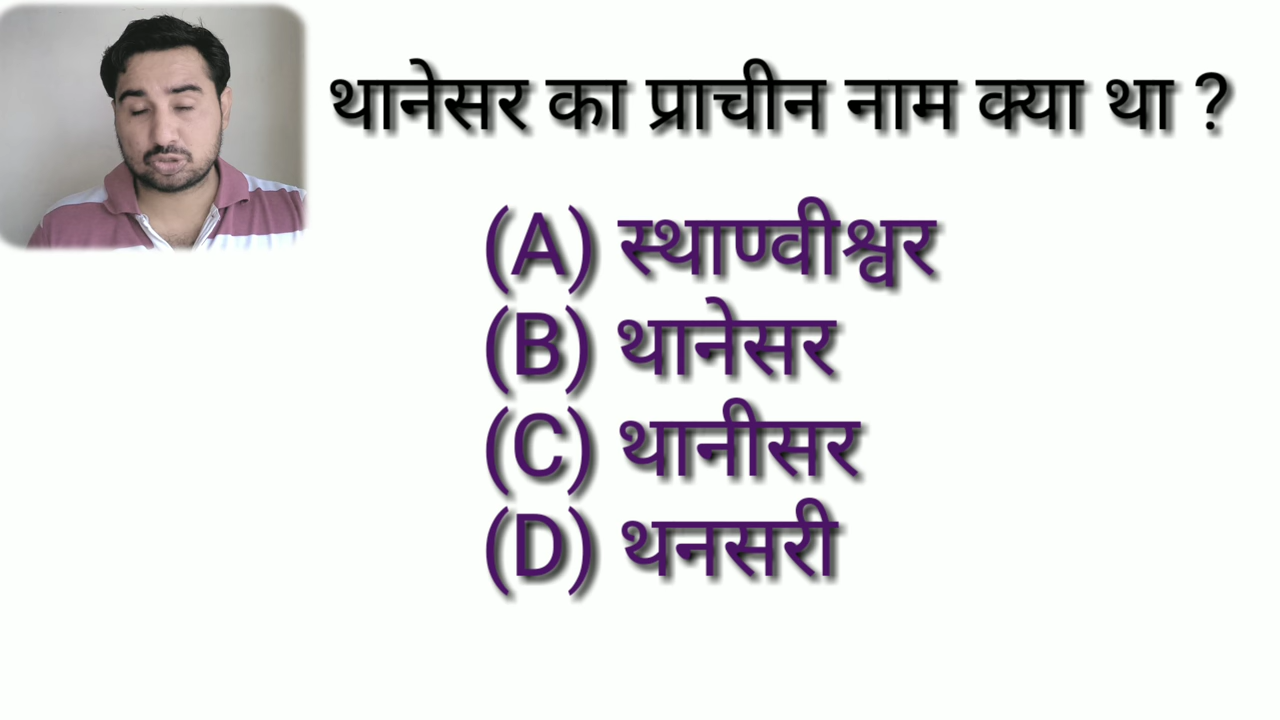 थानेसर का प्राचीन नाम क्या था ?
(A) स्थाण्वीश्वर
(B) थानेसर
(C) थानीसर
(D) थनसरी